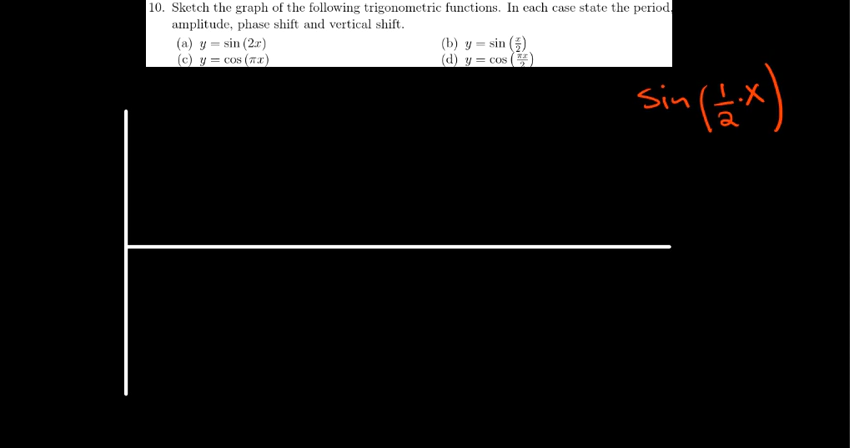 10. Sketch the graph of the following trigonometric functions. In each case state the period,
amplitude, phase shift and vertical shift.
(a) y = sin (2x) (b) y = sin (x/2)
(c) y = cos (πx) (d) y = cos (πx/2)
sin (1/2 · x)